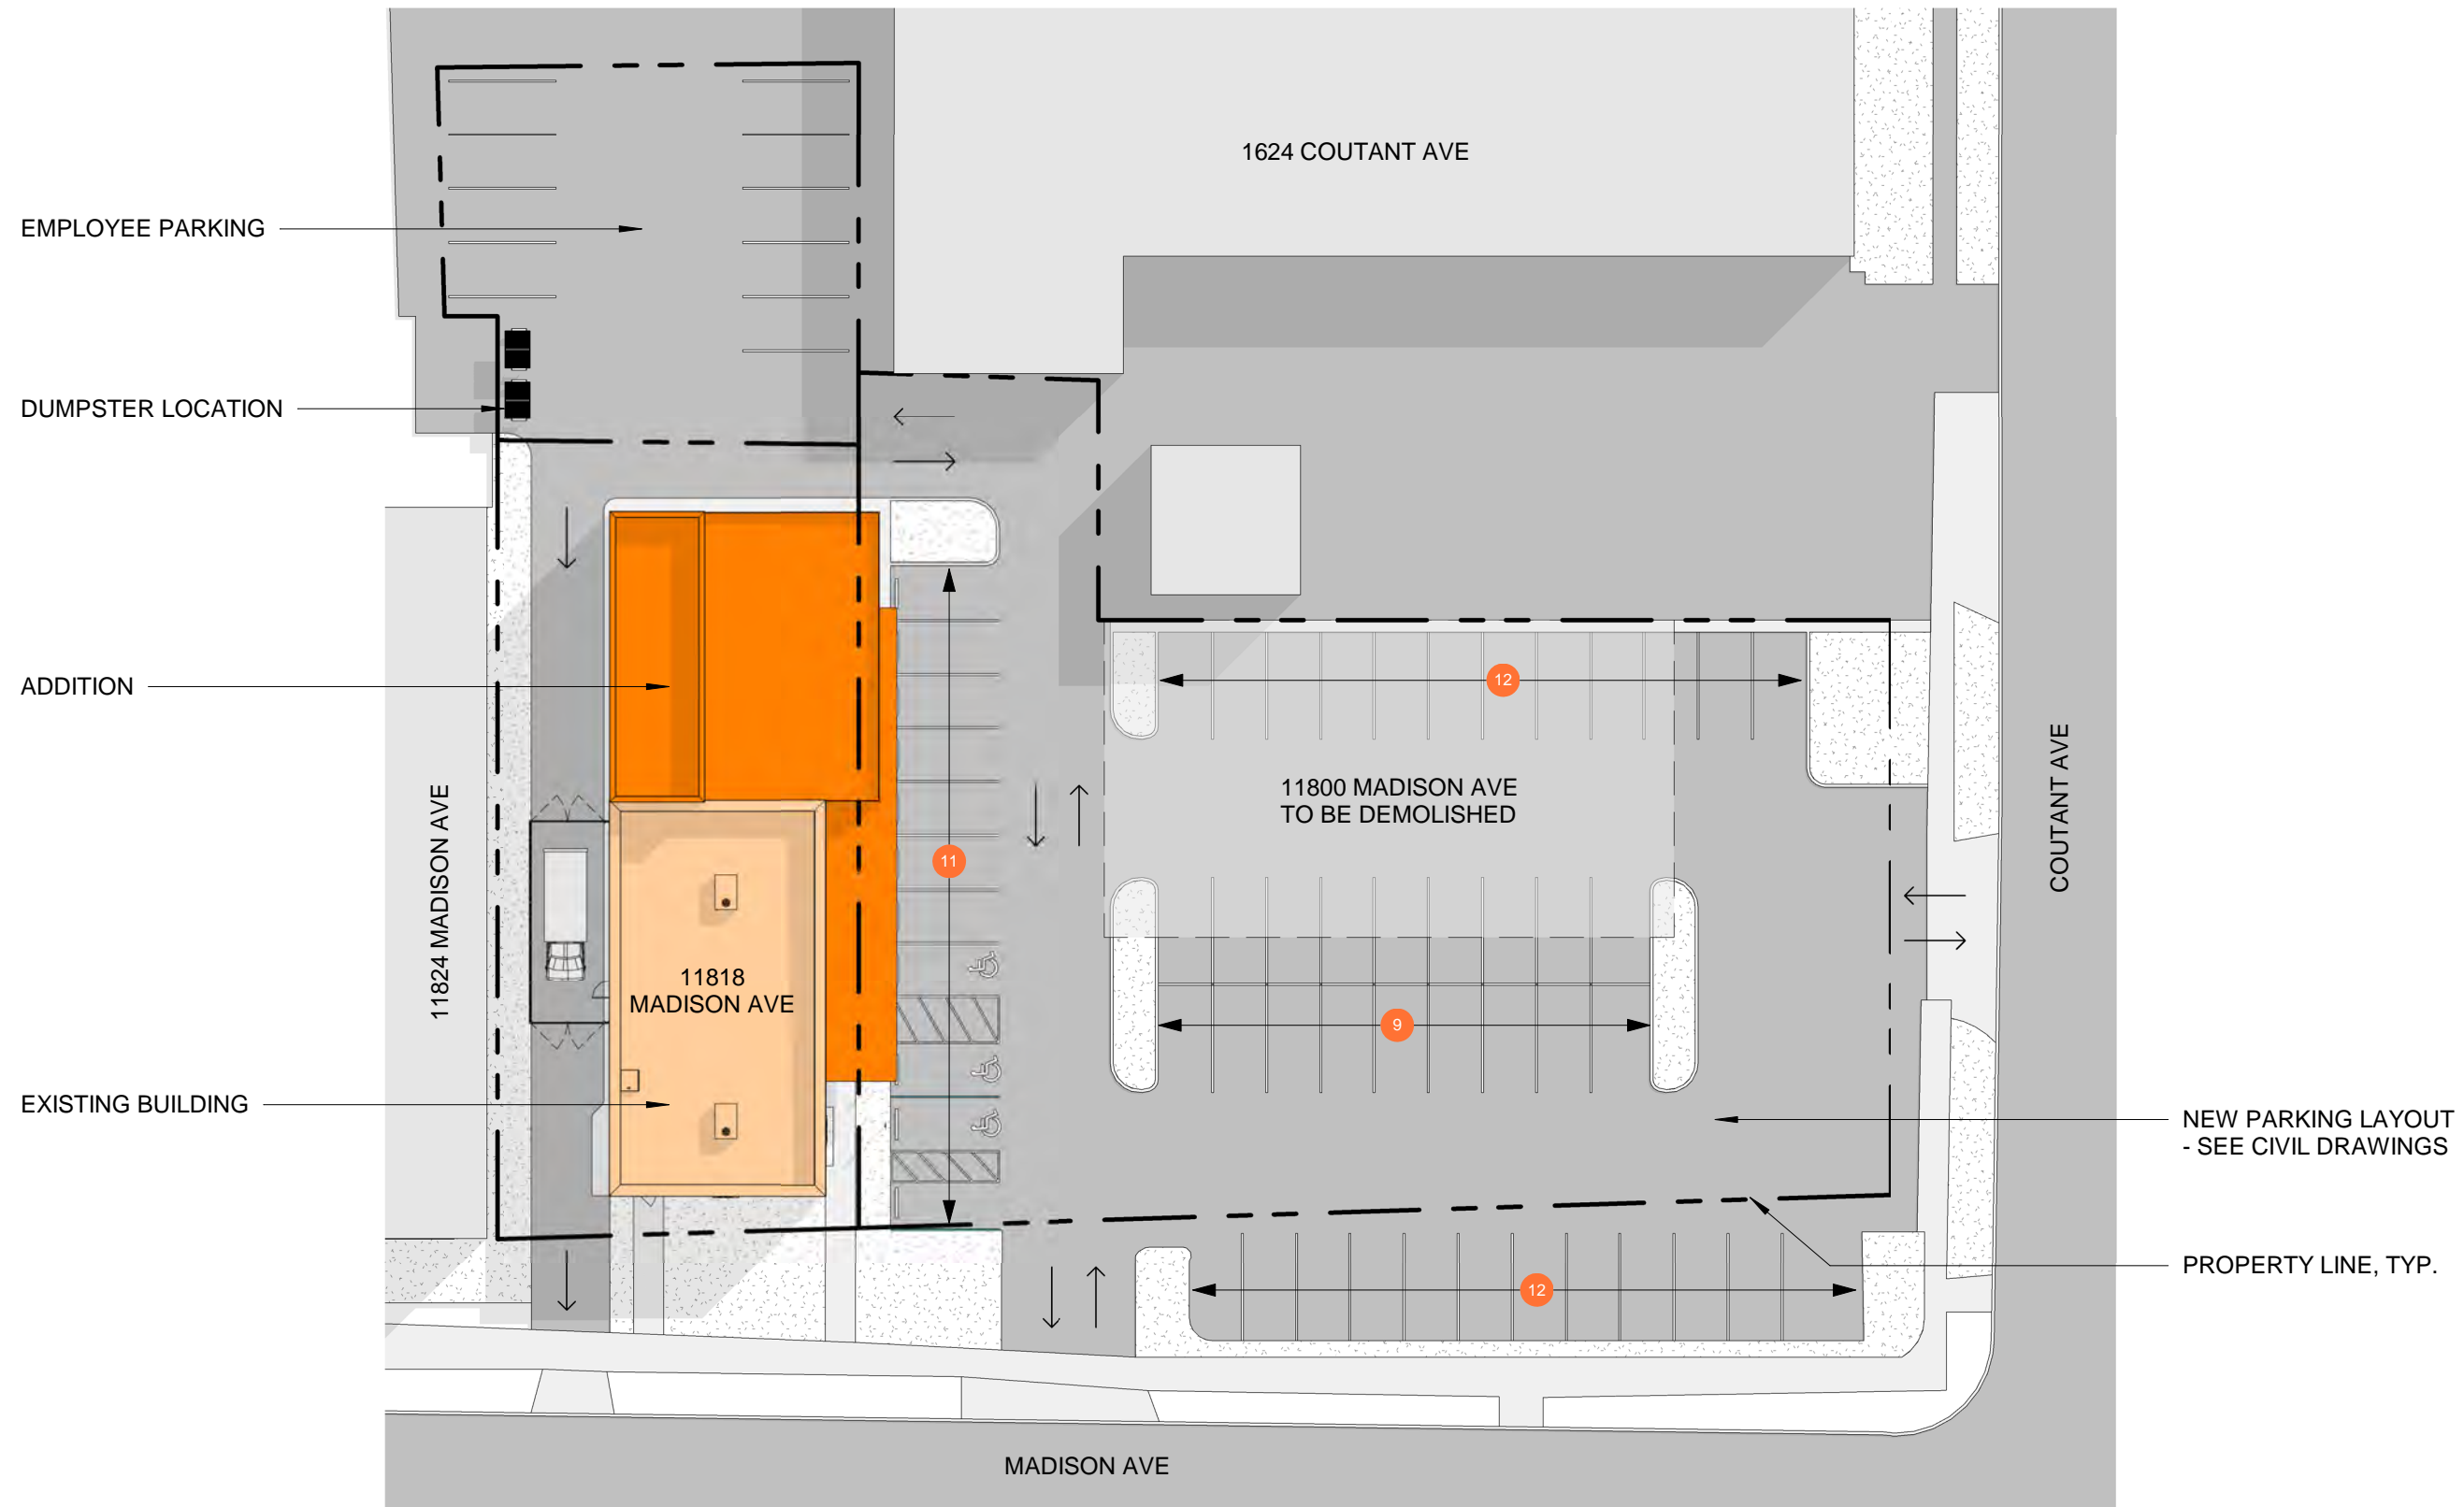 1624 COUTANT AVE
EMPLOYEE PARKING
DUMPSTER LOCATION
ADDITION
12
11800 MADISON AVE
TO BE DEMOLISHED
COUTANT AVE
11824 MADISON AVE
11
11818
MADISON AVE
9
EXISTING BUILDING
NEW PARKING LAYOUT
- SEE CIVIL DRAWINGS
PROPERTY LINE, TYP.
12
MADISON AVE